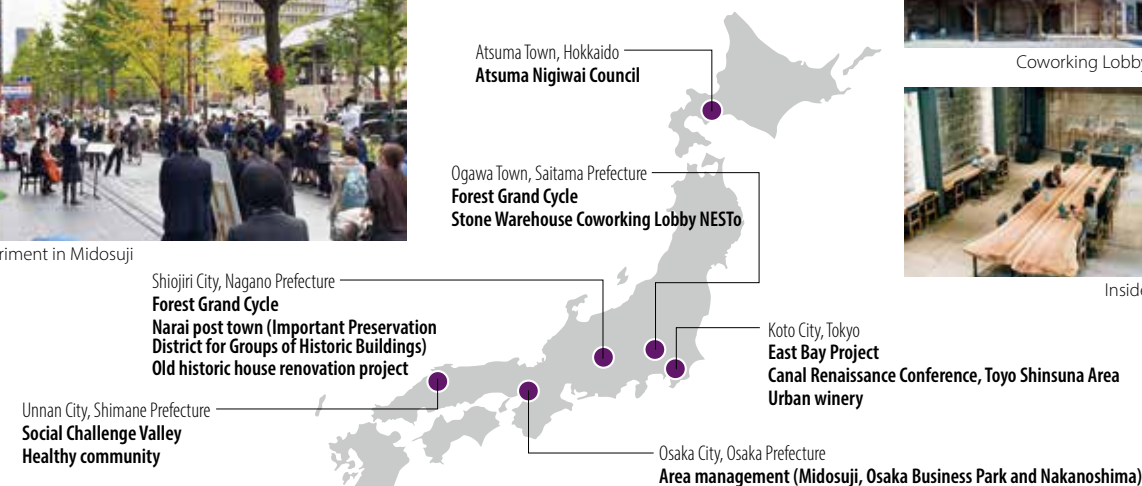 Coworking Lobby
Inside
riment in Midosuji
Atsuma Town, Hokkaido
Atsuma Nigiwai Council
Ogawa Town, Saitama Prefecture
Forest Grand Cycle
Stone Warehouse Coworking Lobby NESTo
Shiojiri City, Nagano Prefecture
Forest Grand Cycle
Narai post town (Important Preservation
District for Groups of Historic Buildings)
Old historic house renovation project
Koto City, Tokyo
East Bay Project
Canal Renaissance Conference, Toyo Shinsuna Area
Urban winery
Unnan City, Shimane Prefecture
Social Challenge Valley
Healthy community
Osaka City, Osaka Prefecture
Area management (Midosuji, Osaka Business Park and Nakanoshima)